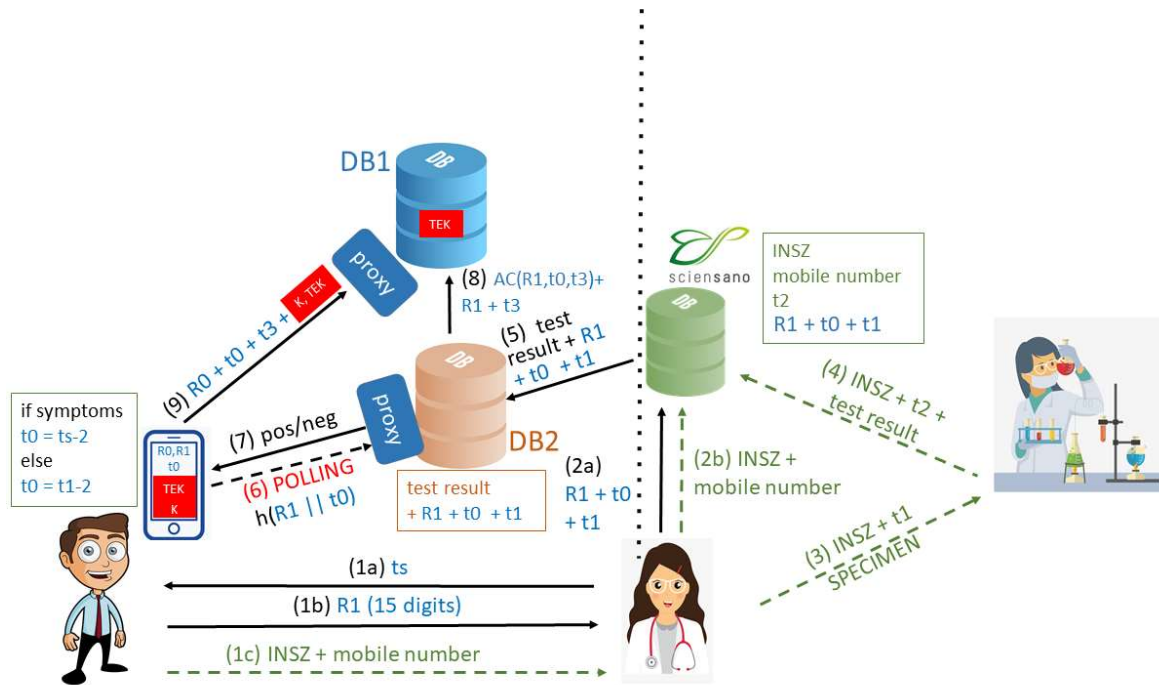 DB
DB1
TEK
proxy
(8) AC(R1,t0,t3)+
R1 + t3
(9) R0 + t0 + t3 +
K, TEK
sciensano
DB
INSZ
mobile number
t2
R1 + t0 + t1
(5) test
result + R1
+ t0 + t1
(4) INSZ + t2 +
test result
if symptoms
t0 = ts-2
else
t0 = t1-2
R0,R1
t0
TEK
K
(7) pos/neg
(6) POLLING
h(R1 || t0)
proxy
DB
DB2
test result
+ R1 + t0 + t1
(2a)
R1 + t0
+ t1
(2b) INSZ +
mobile number
(3) INSZ + t1
SPECIMEN
(1a) ts
(1b) R1 (15 digits)
(1c) INSZ + mobile number